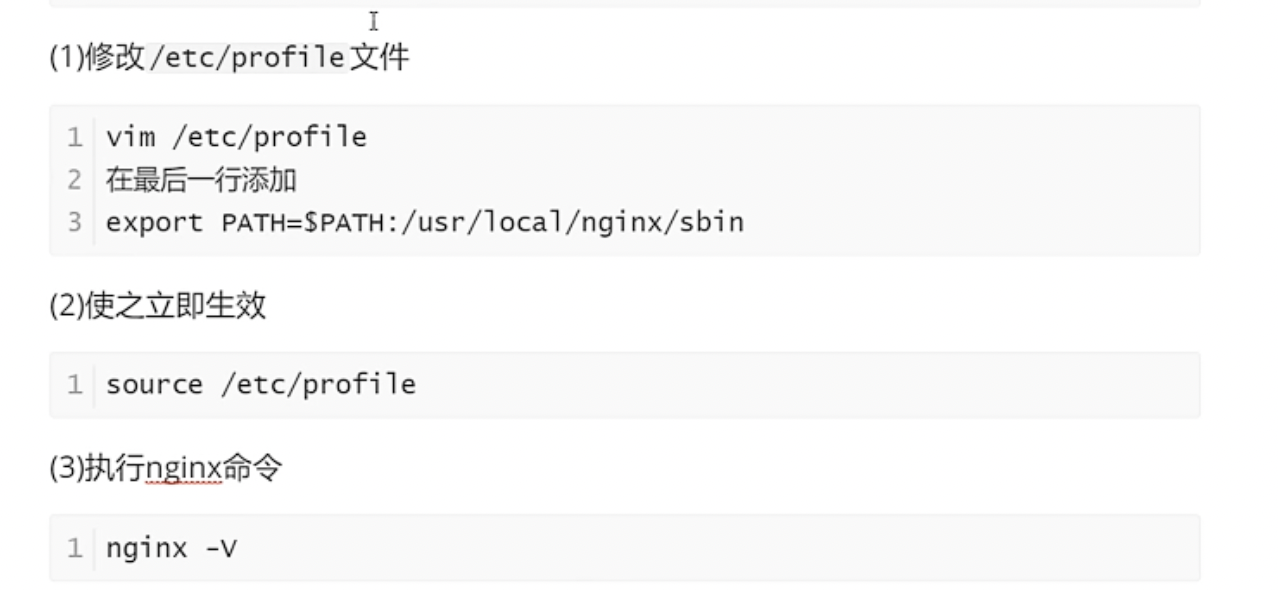 (1)修改/etc/profile文件
1 vim /etc/profile
2 在最后一行添加
3 export PATH=$PATH:/usr/local/nginx/sbin
(2)使之立即生效
1 source /etc/profile
(3)执行nginx命令
1 nginx -V